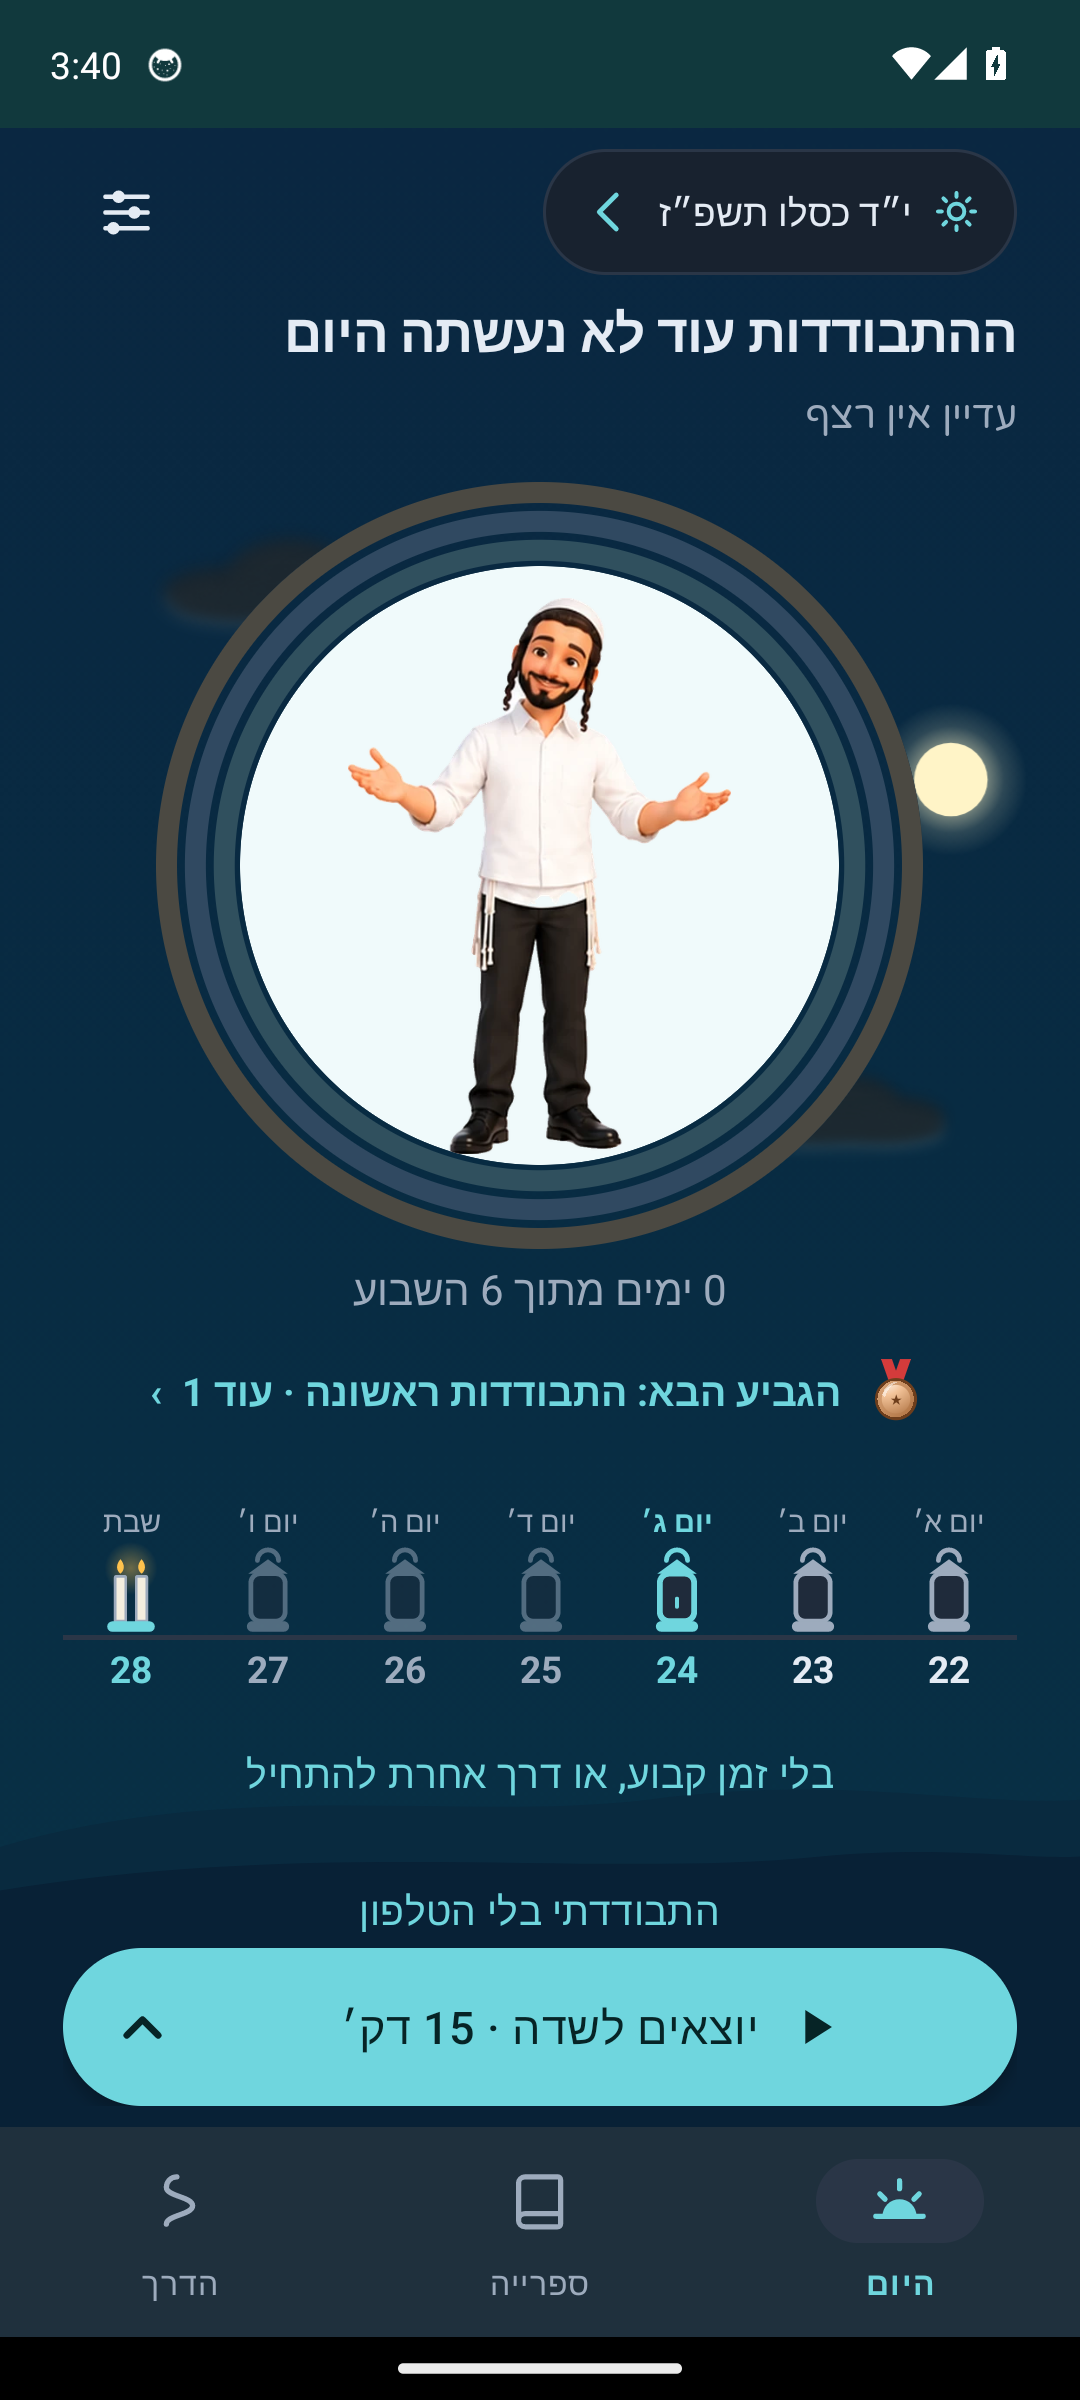 3:40
י״ד כסלו תשפ״ז
ההתבודדות עוד לא נעשתה היום
עדיין אין רצף
0 ימים מתוך 6 השבוע
הגביע הבא: התבודדות ראשונה · עוד 1 ›
יום א׳ יום ב׳ יום ג׳ יום ד׳ יום ה׳ יום ו׳ שבת
22 23 24 25 26 27 28
בלי זמן קבוע, או דרך אחרת להתחיל
התבודדתי בלי הטלפון
יוצאים לשדה · 15 דק׳
היום ספרייה הדרך